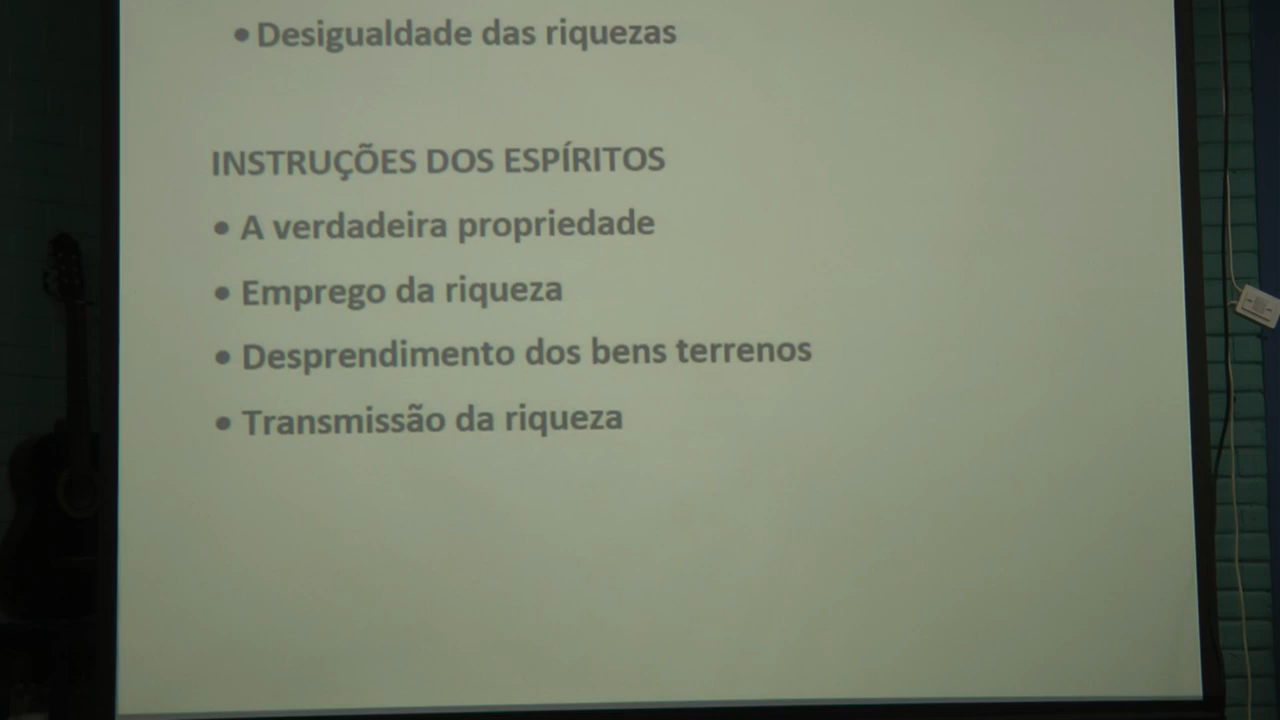 • Desigualdade das riquezas
INSTRUÇÕES DOS ESPÍRITOS
• A verdadeira propriedade
• Emprego da riqueza
• Desprendimento dos bens terrenos
• Transmissão da riqueza